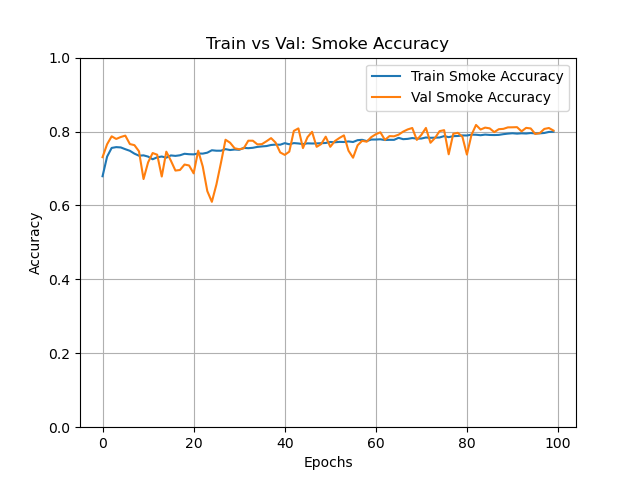 Train vs Val: Smoke Accuracy
Train Smoke Accuracy
Val Smoke Accuracy
1.0
0.8
0.6
0.4
0.2
0.0
Accuracy
0 20 40 60 80 100
Epochs